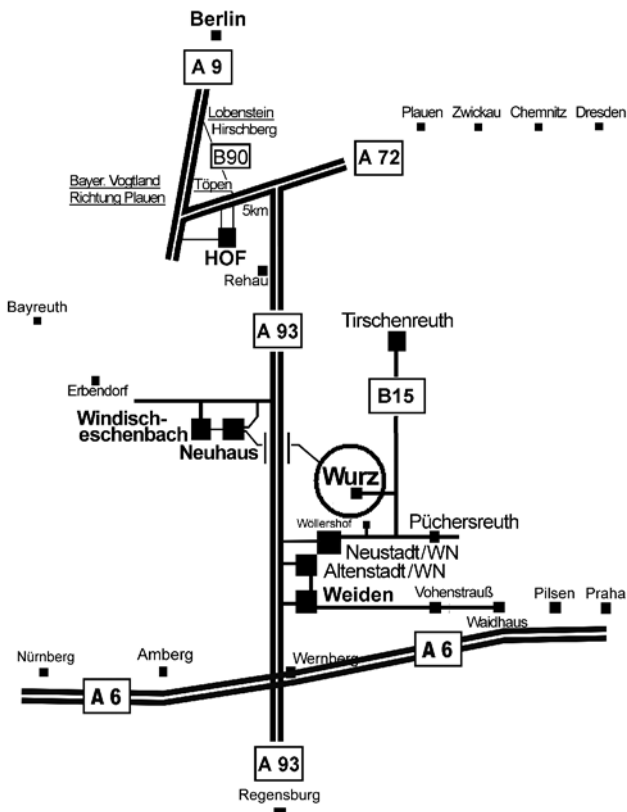 Berlin
A 9
Lobenstein
Hirschberg
Plauen
Zwickau
Chemnitz
Dresden
B90
A 72
Bayer. Vogtland
Richtung Plauen
Töpen
5km
HOF
Rehau
Bayreuth
A 93
Tirschenreuth
Erbendorf
B15
Windisch-
eschenbach
Neuhaus
Wurz
Wöllershof
Püchersreuth
Neustadt/WN
Altenstadt/WN
Weiden
Vohenstrauß
Pilsen
Praha
Waidhaus
Nürnberg
Amberg
Wernberg
A 6
A 6
A 93
Regensburg